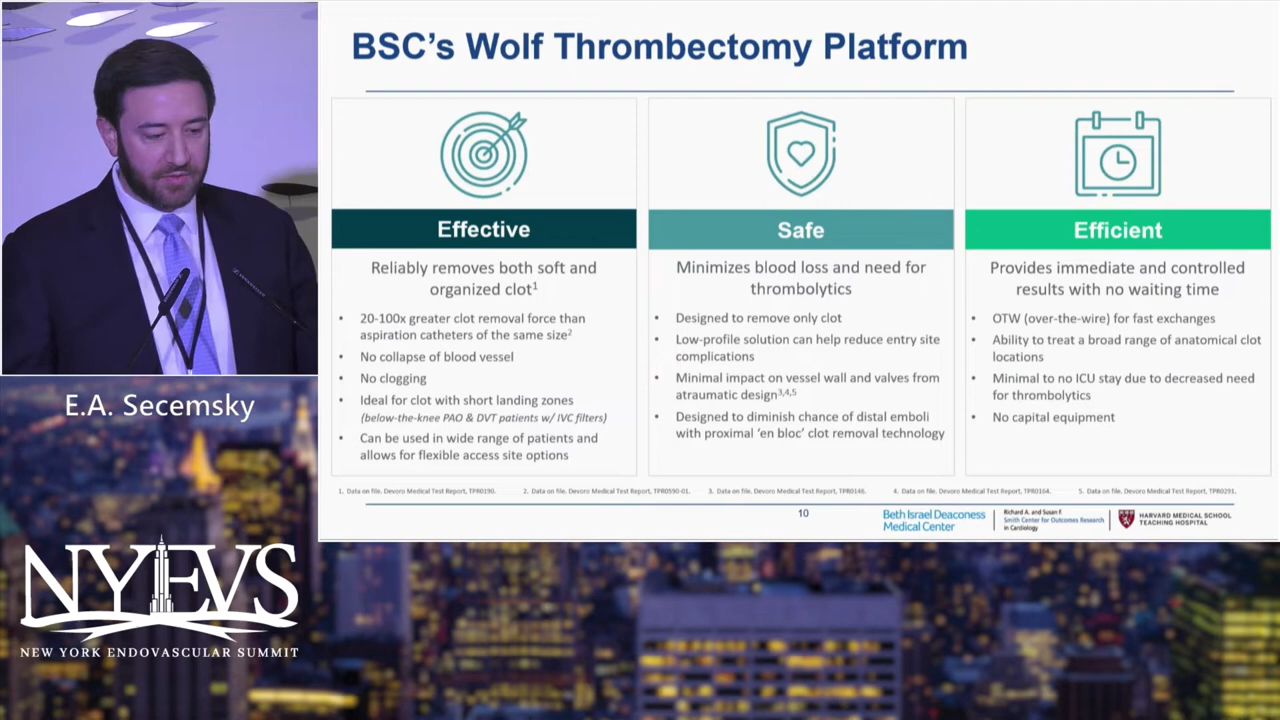 BSC's Wolf Thrombectomy Platform
Effective
Reliably removes both soft and
organized clot1
• 20-100x greater clot removal force than
aspiration catheters of the same size2
• No collapse of blood vessel
• No clogging
• Ideal for clot with short landing zones
(below-the-knee PAO & DVT patients w/ IVC filters)
• Can be used in wide range of patients and
allows for flexible access site options
Safe
Minimizes blood loss and need for
thrombolytics
• Designed to remove only clot
• Low-profile solution can help reduce entry site
complications
• Minimal impact on vessel wall and valves from
atraumatic design3,4,5
• Designed to diminish chance of distal emboli
with proximal 'en bloc' clot removal technology
Efficient
Provides immediate and controlled
results with no waiting time
• OTW (over-the-wire) for fast exchanges
• Ability to treat a broad range of anatomical clot
locations
• Minimal to no ICU stay due to decreased need
for thrombolytics
• No capital equipment
1. Data on file. Devoro Medical Test Report, TPR0190. 2. Data on file. Devoro Medical Test Report, TPR0590-01. 3. Data on file. Devoro Medical Test Report, TPR0146. 4. Data on file. Devoro Medical Test Report, TPR0164. 5. Data on file. Devoro Medical Test Report, TPR0291.
10
Beth Israel Deaconess
Medical Center
Richard A. and Susan F.
Smith Center for Outcomes Research
in Cardiology
HARVARD MEDICAL SCHOOL
TEACHING HOSPITAL
E.A. Secemsky
NYEVS
NEW YORK ENDOVASCULAR SUMMIT